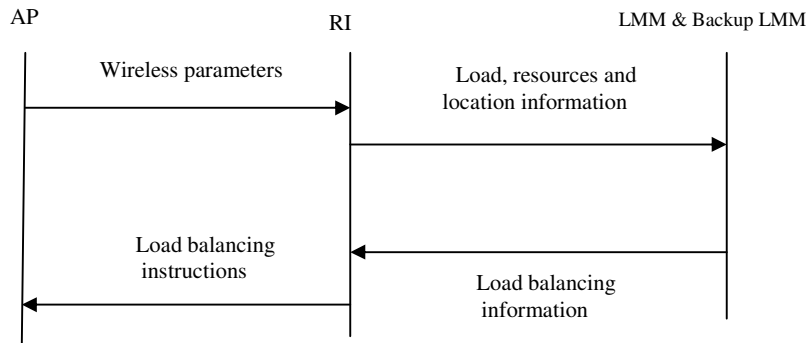 AP
RI
LMM & Backup LMM
Wireless parameters
Load, resources and
location information
Load balancing
instructions
Load balancing
information